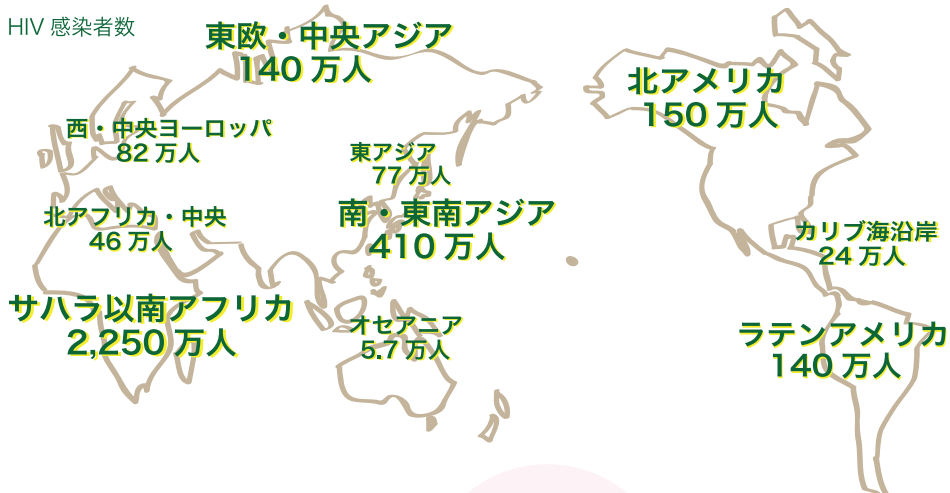 HIV 感染者数
東欧・中央アジア
140 万人
北アメリカ
150 万人
西・中央ヨーロッパ
82 万人
東アジア
77 万人
南・東南アジア
410 万人
北アフリカ・中央
46 万人
カリブ海沿岸
24 万人
サハラ以南アフリカ
2,250 万人
オセアニア
5.7 万人
ラテンアメリカ
140 万人